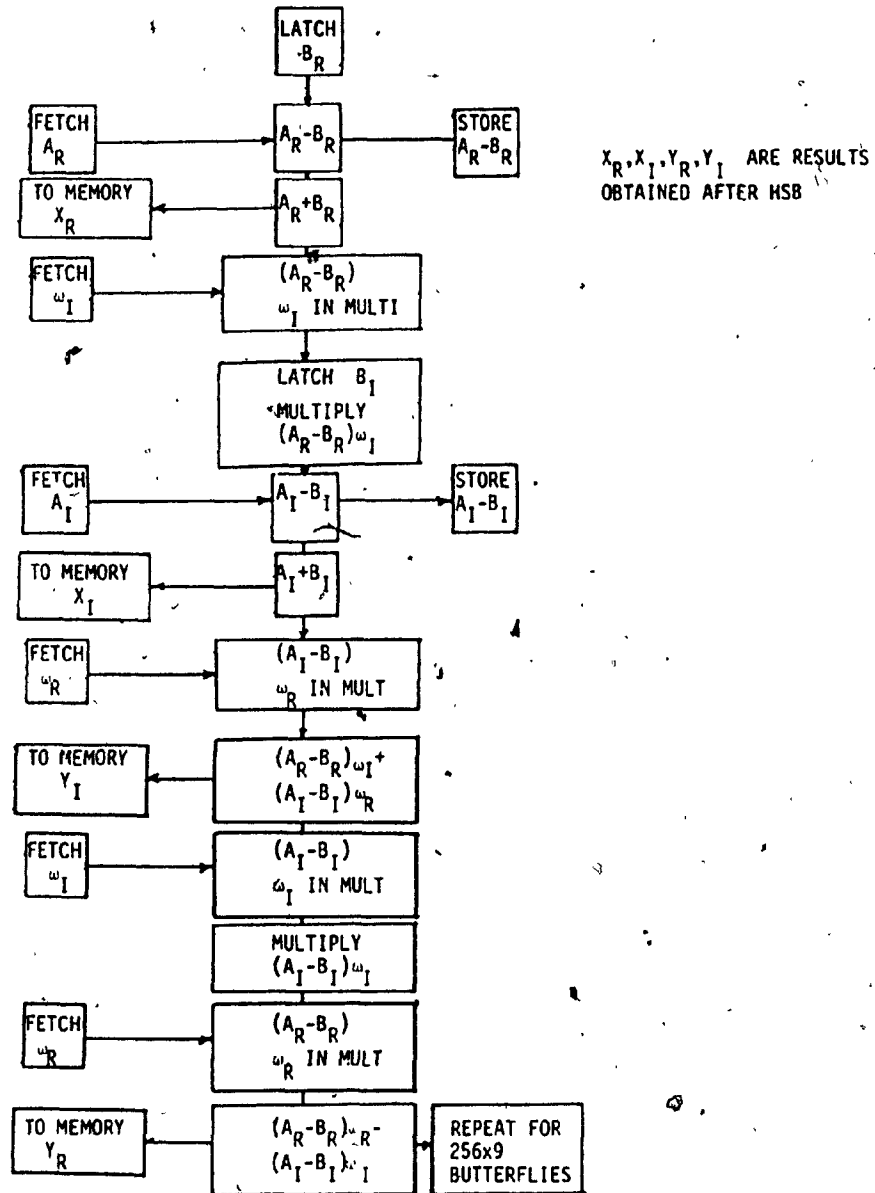 LATCH
B_R
FETCH
A_R
A_R-B_R
STORE
A_R-B_R
X_R,X_I,Y_R,Y_I ARE RESULTS
OBTAINED AFTER HSB
TO MEMORY
X_R
A_R+B_R
FETCH
ω_I
(A_R-B_R)
ω_I IN MULTI
LATCH B_I
MULTIPLY
(A_R-B_R)ω_I
FETCH
A_I
A_I-B_I
STORE
A_I-B_I
TO MEMORY
X_I
A_I+B_I
FETCH
ω_R
(A_I-B_I)
ω_R IN MULT
TO MEMORY
Y_I
(A_R-B_R)ω_I+
(A_I-B_I)ω_R
FETCH
ω_I
(A_I-B_I)
ω_I IN MULT
MULTIPLY
(A_I-B_I)ω_I
FETCH
ω_R
(A_R-B_R)
ω_R IN MULT
TO MEMORY
Y_R
(A_R-B_R)ω_R-
(A_I-B_I)ω_I
REPEAT FOR
256x9
BUTTERFLIES